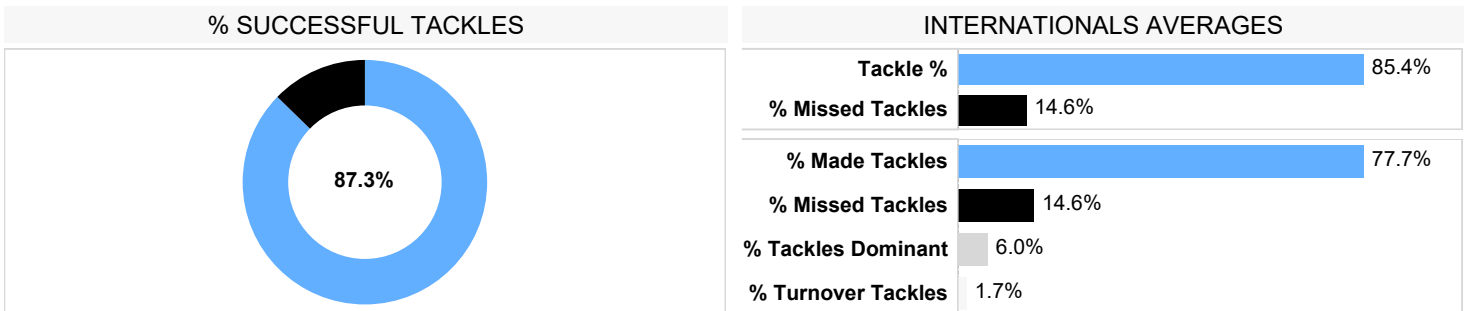 % SUCCESSFUL TACKLES
87.3%
INTERNATIONALS AVERAGES
Tackle % 85.4%
% Missed Tackles 14.6%
% Made Tackles 77.7%
% Missed Tackles 14.6%
% Tackles Dominant 6.0%
% Turnover Tackles 1.7%